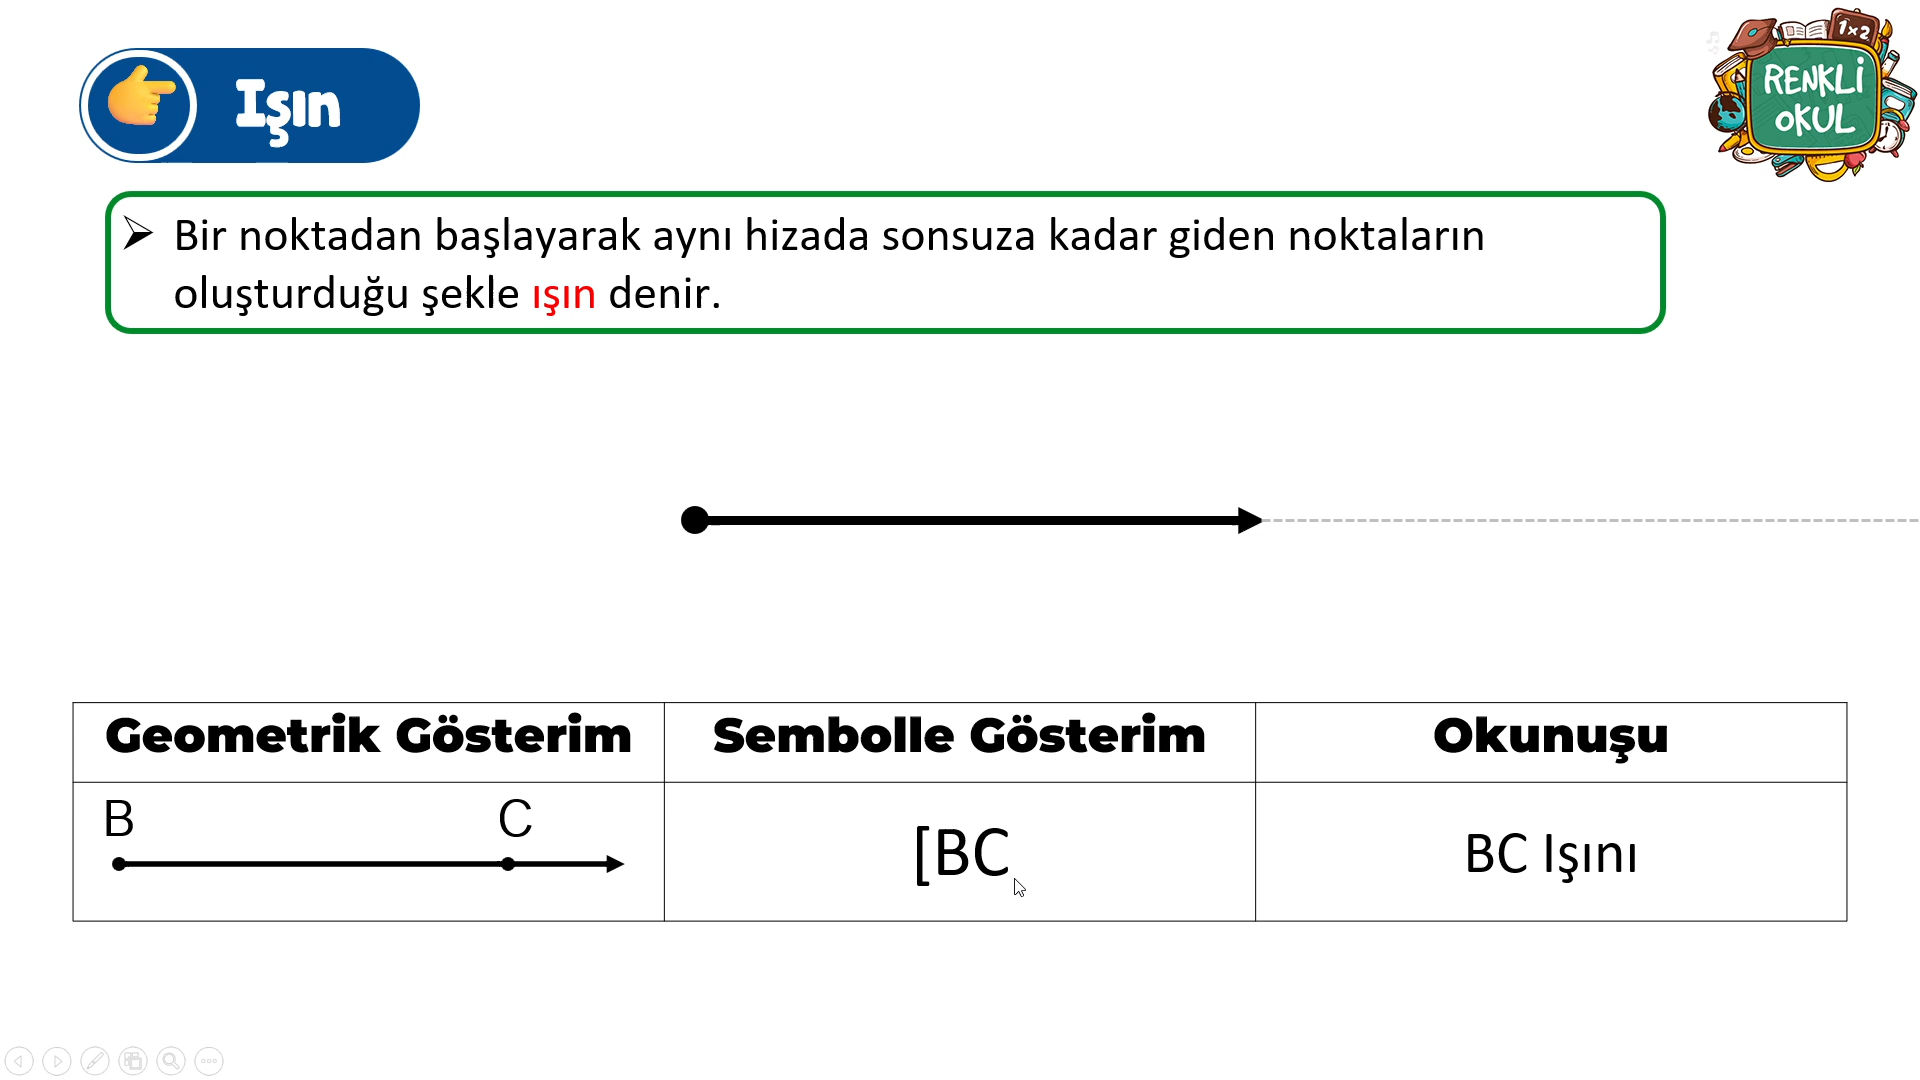 Işın
1x2
RENKLİ
OKUL
➢ Bir noktadan başlayarak aynı hizada sonsuza kadar giden noktaların
oluşturduğu şekle ışın denir.
Geometrik Gösterim
Sembolle Gösterim
Okunuşu
B C
[BC
BC Işını